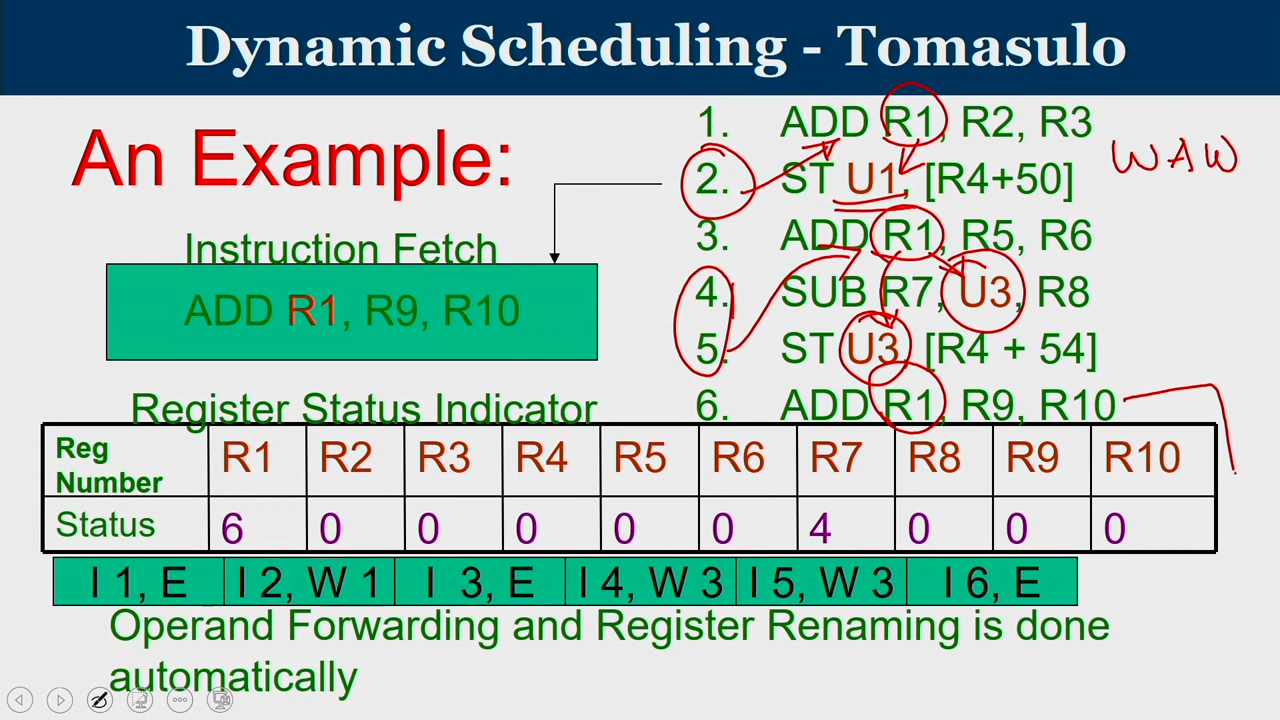 Dynamic Scheduling - Tomasulo
An Example:
1. ADD R1, R2, R3
2. ST U1, [R4+50]
3. ADD R1, R5, R6
4. SUB R7, U3, R8
5. ST U3, [R4 + 54]
6. ADD R1, R9, R10
WAW
Instruction Fetch
ADD R1, R9, R10
Register Status Indicator
Reg Number R1 R2 R3 R4 R5 R6 R7 R8 R9 R10
Status 6 0 0 0 0 0 4 0 0 0
I 1, E I 2, W 1 I 3, E I 4, W 3 I 5, W 3 I 6, E
Operand Forwarding and Register Renaming is done
automatically